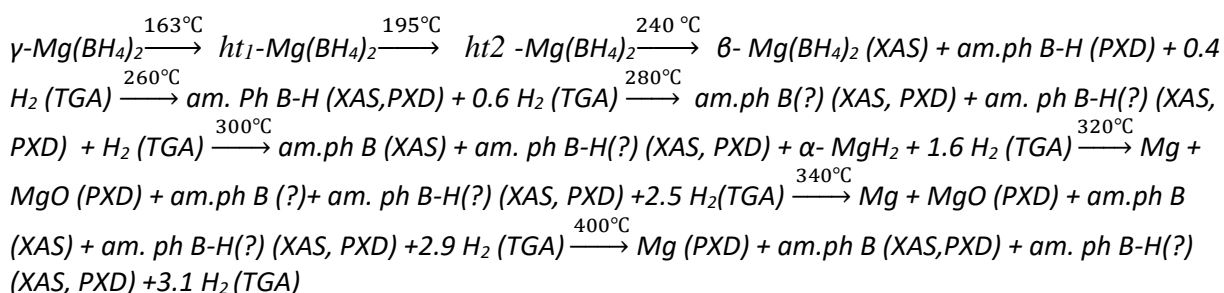 γ-Mg(BH4)2 —163℃→ ht1-Mg(BH4)2 —195℃→ ht2 -Mg(BH4)2 —240 ℃→ β- Mg(BH4)2 (XAS) + am.ph B-H (PXD) + 0.4
H2 (TGA) —260℃→ am. Ph B-H (XAS,PXD) + 0.6 H2 (TGA) —280℃→ am.ph B(?) (XAS, PXD) + am. ph B-H(?) (XAS,
PXD) + H2 (TGA) —300℃→ am.ph B (XAS) + am. ph B-H(?) (XAS, PXD) + α- MgH2 + 1.6 H2 (TGA) —320℃→ Mg +
MgO (PXD) + am.ph B (?)+ am. ph B-H(?) (XAS, PXD) +2.5 H2(TGA) —340℃→ Mg + MgO (PXD) + am.ph B
(XAS) + am. ph B-H(?) (XAS, PXD) +2.9 H2 (TGA) —400℃→ Mg (PXD) + am.ph B (XAS,PXD) + am. ph B-H(?)
(XAS, PXD) +3.1 H2 (TGA)